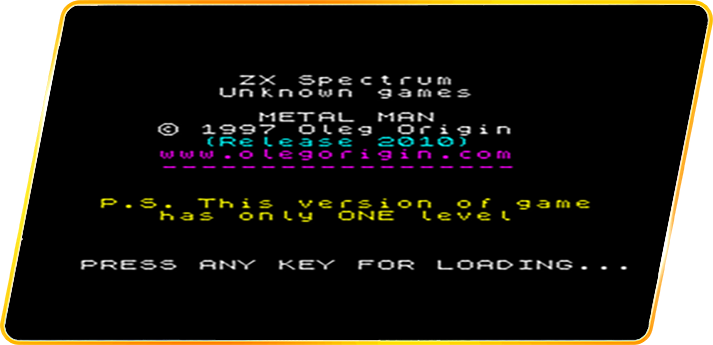 ZX Spectrum
Unknown games
METAL MAN
© 1997 Oleg Origin
(Release 2010)
www.olegorigin.com
------------------
P.S. This version of game
has only ONE level
PRESS ANY KEY FOR LOADING...